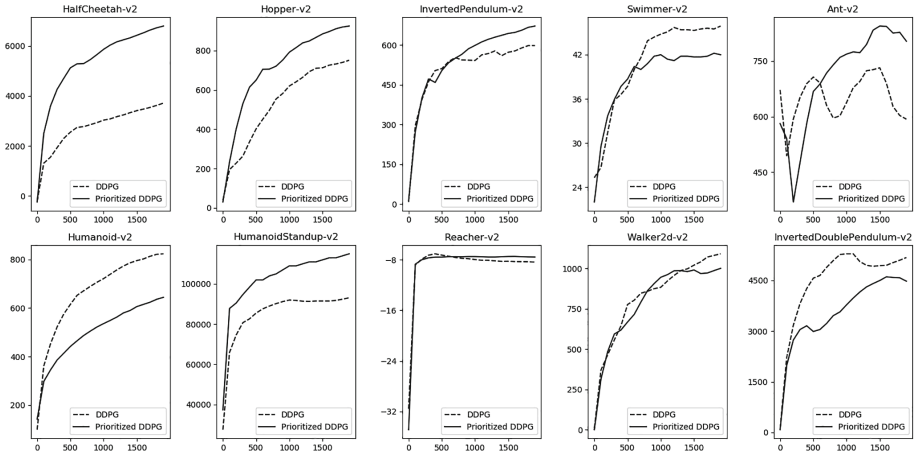 HalfCheetah-v2
6000
4000
2000
0
0 500 1000 1500
DDPG
Prioritized DDPG
Hopper-v2
800
600
400
200
0
0 500 1000 1500
DDPG
Prioritized DDPG
InvertedPendulum-v2
600
450
300
150
0
0 500 1000 1500
DDPG
Prioritized DDPG
Swimmer-v2
42
36
30
24
0 500 1000 1500
DDPG
Prioritized DDPG
Ant-v2
750
600
450
0 500 1000 1500
DDPG
Prioritized DDPG
Humanoid-v2
800
600
400
200
0 500 1000 1500
DDPG
Prioritized DDPG
HumanoidStandup-v2
100000
80000
60000
40000
0 500 1000 1500
DDPG
Prioritized DDPG
Reacher-v2
−8
−16
−24
−32
0 500 1000 1500
DDPG
Prioritized DDPG
Walker2d-v2
1000
750
500
250
0
0 500 1000 1500
DDPG
Prioritized DDPG
InvertedDoublePendulum-v2
4500
3000
1500
0
0 500 1000 1500
DDPG
Prioritized DDPG